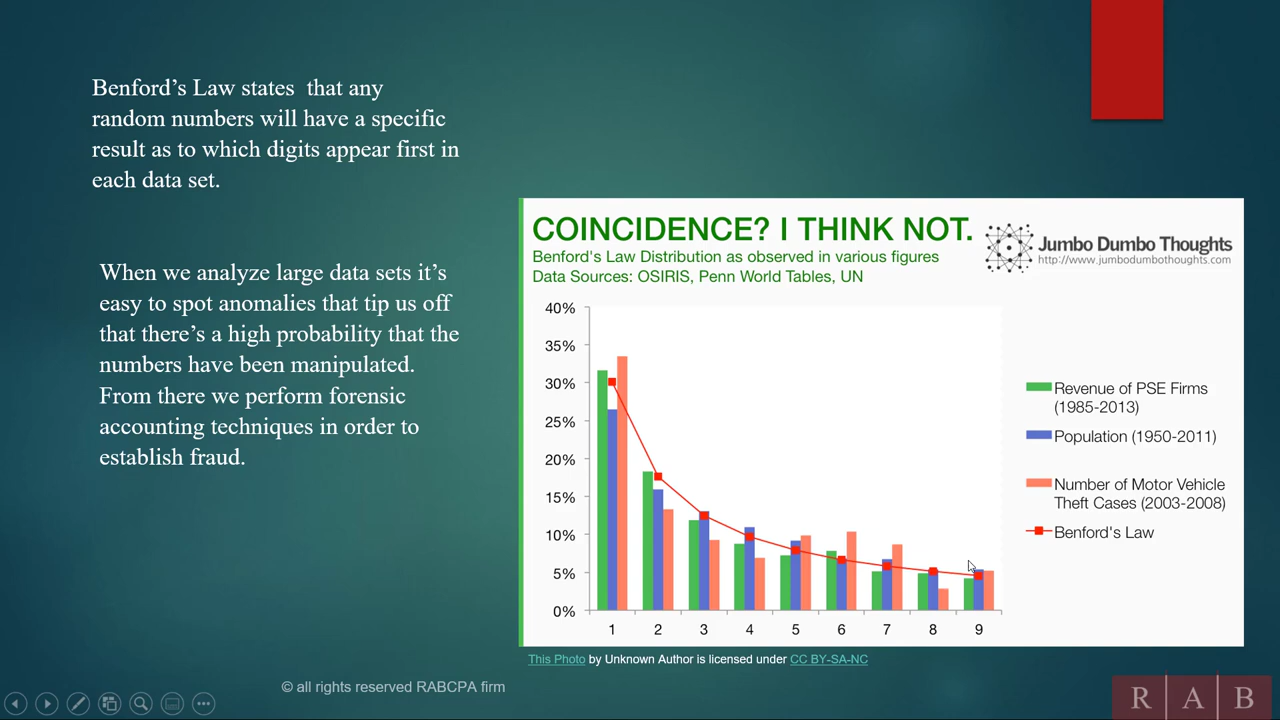 Benford’s Law states  that any
random numbers will have a specific
result as to which digits appear first in
each data set.
When we analyze large data sets it’s
easy to spot anomalies that tip us off
that there’s a high probability that the
numbers have been manipulated.
From there we perform forensic
accounting techniques in order to
establish fraud.
COINCIDENCE? I THINK NOT.
Benford's Law Distribution as observed in various figures
Data Sources: OSIRIS, Penn World Tables, UN
Jumbo Dumbo Thoughts
http://www.jumbodumbothoughts.com
40%
35%
30%
25%
20%
15%
10%
5%
0%
1 2 3 4 5 6 7 8 9
Revenue of PSE Firms
(1985-2013)
Population (1950-2011)
Number of Motor Vehicle
Theft Cases (2003-2008)
Benford's Law
This Photo by Unknown Author is licensed under CC BY-SA-NC
© all rights reserved RABCPA firm
R A B